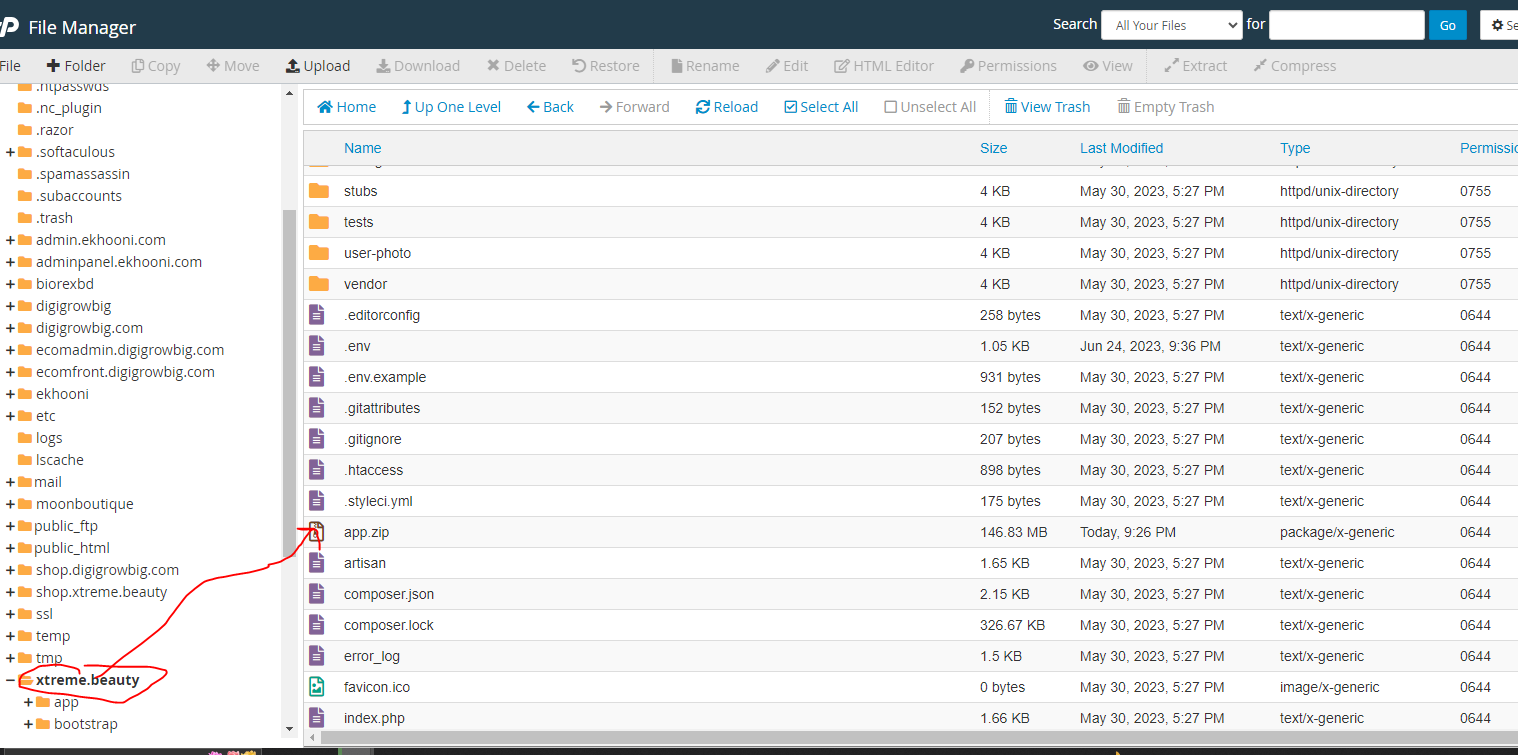 File Manager
Search All Your Files for Go
File Folder Copy Move Upload Download Delete Restore Rename Edit HTML Editor Permissions View Extract Compress
.htpasswds
.nc_plugin
.razor
.softaculous
.spamassassin
.subaccounts
.trash
admin.ekhooni.com
adminpanel.ekhooni.com
biorexbd
digigrowbig
digigrowbig.com
ecomadmin.digigrowbig.com
ecomfront.digigrowbig.com
ekhooni
etc
logs
lscache
mail
moonboutique
public_ftp
public_html
shop.digigrowbig.com
shop.xtreme.beauty
ssl
temp
tmp
xtreme.beauty
app
bootstrap
Home Up One Level Back Forward Reload Select All Unselect All View Trash Empty Trash
Name Size Last Modified Type Permissio
stubs 4 KB May 30, 2023, 5:27 PM httpd/unix-directory 0755
tests 4 KB May 30, 2023, 5:27 PM httpd/unix-directory 0755
user-photo 4 KB May 30, 2023, 5:27 PM httpd/unix-directory 0755
vendor 4 KB May 30, 2023, 5:27 PM httpd/unix-directory 0755
.editorconfig 258 bytes May 30, 2023, 5:27 PM text/x-generic 0644
.env 1.05 KB Jun 24, 2023, 9:36 PM text/x-generic 0644
.env.example 931 bytes May 30, 2023, 5:27 PM text/x-generic 0644
.gitattributes 152 bytes May 30, 2023, 5:27 PM text/x-generic 0644
.gitignore 207 bytes May 30, 2023, 5:27 PM text/x-generic 0644
.htaccess 898 bytes May 30, 2023, 5:27 PM text/x-generic 0644
.styleci.yml 175 bytes May 30, 2023, 5:27 PM text/x-generic 0644
app.zip 146.83 MB Today, 9:26 PM package/x-generic 0644
artisan 1.65 KB May 30, 2023, 5:27 PM text/x-generic 0644
composer.json 2.15 KB May 30, 2023, 5:27 PM text/x-generic 0644
composer.lock 326.67 KB May 30, 2023, 5:27 PM text/x-generic 0644
error_log 1.5 KB May 30, 2023, 5:27 PM text/x-generic 0644
favicon.ico 0 bytes May 30, 2023, 5:27 PM image/x-generic 0644
index.php 1.66 KB May 30, 2023, 5:27 PM text/x-generic 0644